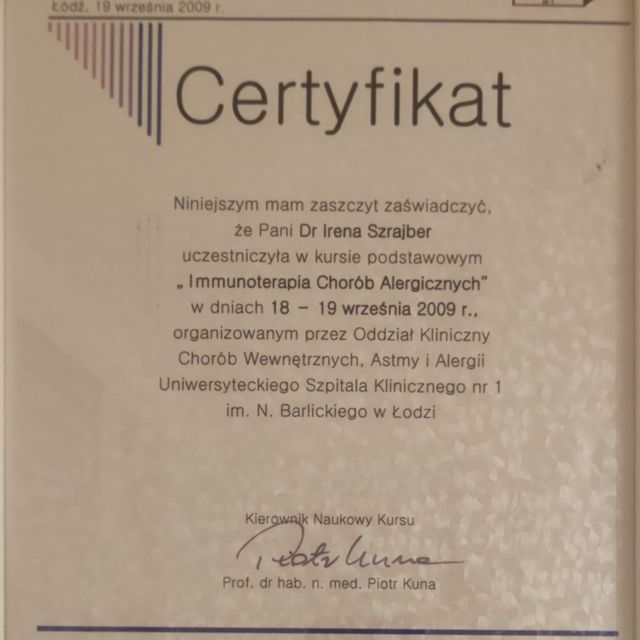 Łódź, 19 września 2009 r.
Certyfikat
Niniejszym mam zaszczyt zaświadczyć,
że Pani Dr Irena Szrajber
uczestniczyła w kursie podstawowym
„ Immunoterapia Chorób Alergicznych”
w dniach 18 – 19 września 2009 r.,
organizowanym przez Oddział Kliniczny
Chorób Wewnętrznych, Astmy i Alergii
Uniwersyteckiego Szpitala Klinicznego nr 1
im. N. Barlickiego w Łodzi
Kierownik Naukowy Kursu
Piotr Kuna
Prof. dr hab. n. med. Piotr Kuna